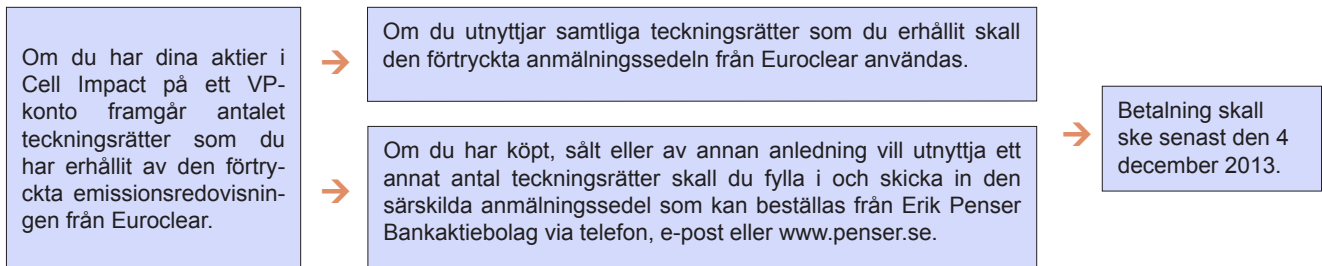 Om du har dina aktier i
Cell Impact på ett VP-
konto framgår antalet
teckningsrätter som du
har erhållit av den förtry-
ckta emissionsredovisnin-
gen från Euroclear.
Om du utnyttjar samtliga teckningsrätter som du erhållit skall
den förtryckta anmälningssedeln från Euroclear användas.
Om du har köpt, sålt eller av annan anledning vill utnyttja ett
annat antal teckningsrätter skall du fylla i och skicka in den
särskilda anmälningssedel som kan beställas från Erik Penser
Bankaktiebolag via telefon, e-post eller www.penser.se.
Betalning skall
ske senast den 4
december 2013.